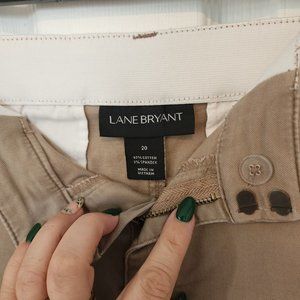 LANE BRYANT
20
97% COTTON
3% SPANDEX
MADE IN
VIETNAM